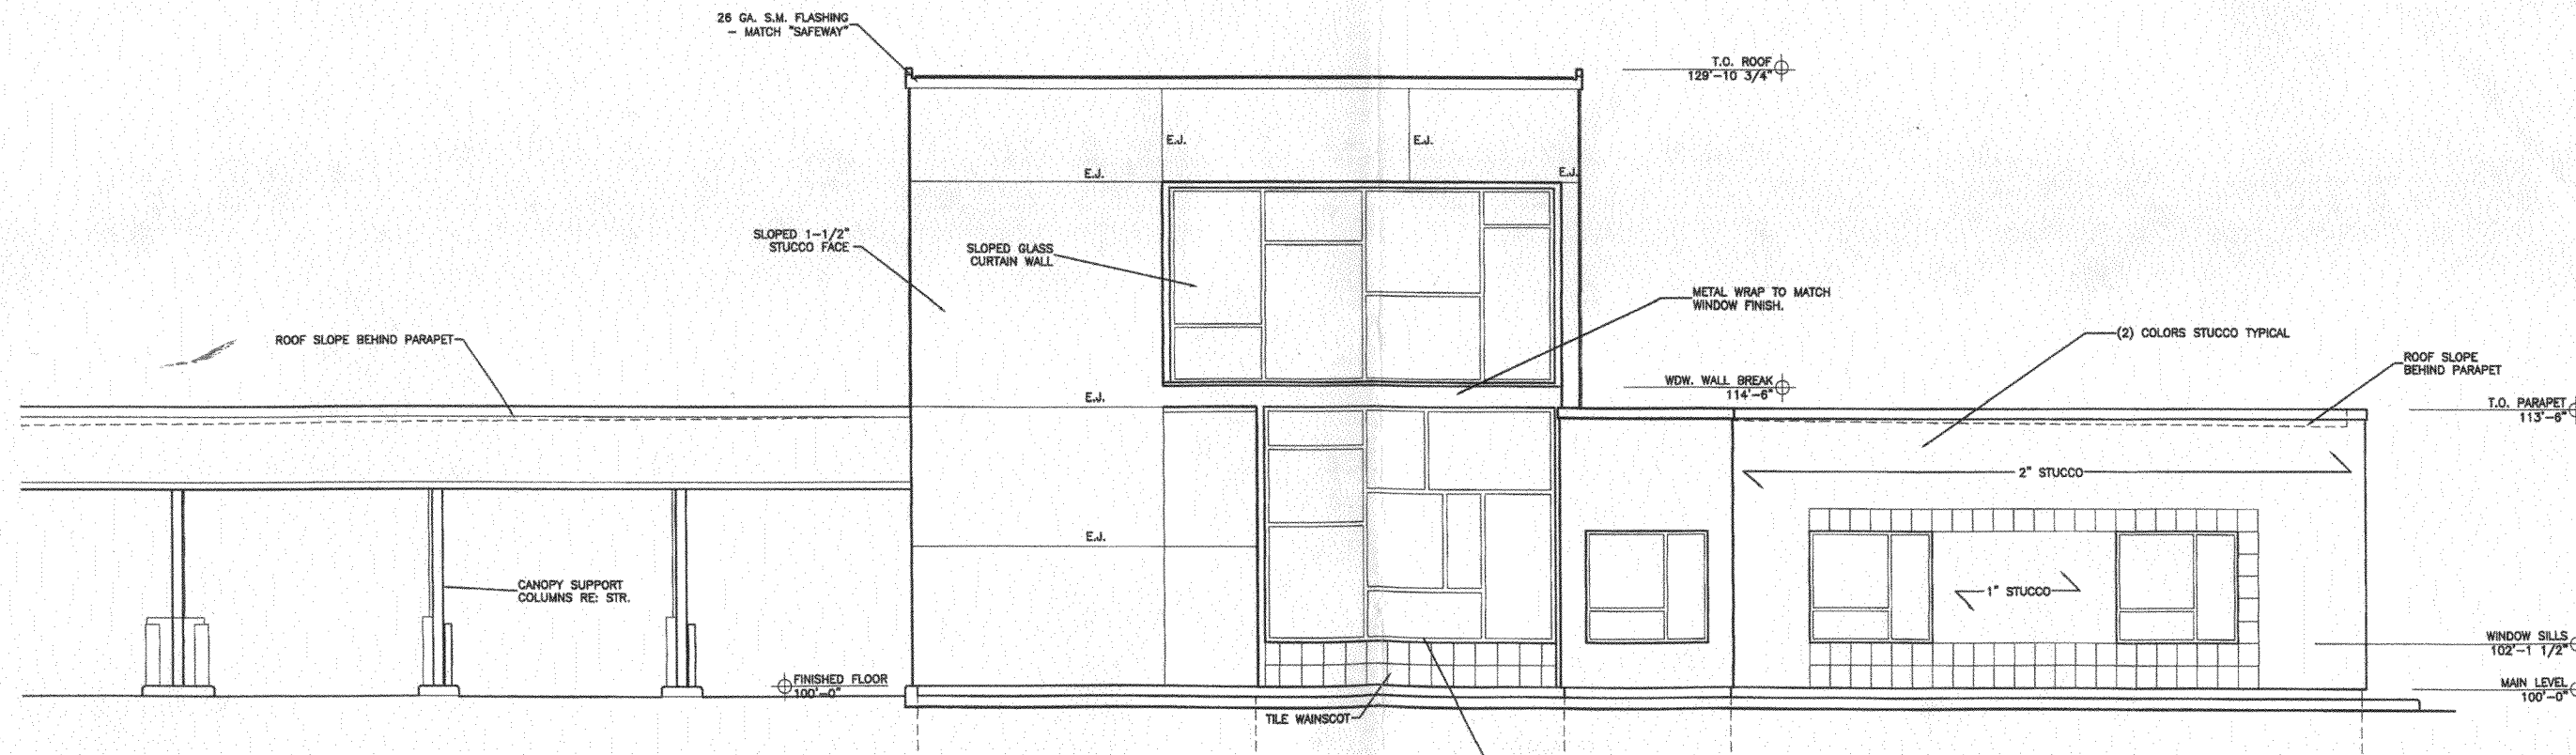 26 GA. S.M. FLASHING
- MATCH "SAFEWAY"
T.O. ROOF
129'-10 3/4"
E.J.
E.J.
E.J.
E.J.
SLOPED 1-1/2"
STUCCO FACE
SLOPED GLASS
CURTAIN WALL
METAL WRAP TO MATCH
WINDOW FINISH.
(2) COLORS STUCCO TYPICAL
ROOF SLOPE BEHIND PARAPET
ROOF SLOPE
BEHIND PARAPET
WDW. WALL BREAK
114'-6"
E.J.
T.O. PARAPET
113'-6"
2" STUCCO
E.J.
CANOPY SUPPORT
COLUMNS RE: STR.
1" STUCCO
WINDOW SILLS
102'-1 1/2"
FINISHED FLOOR
100'-0"
MAIN LEVEL
100'-0"
TILE WAINSCOT